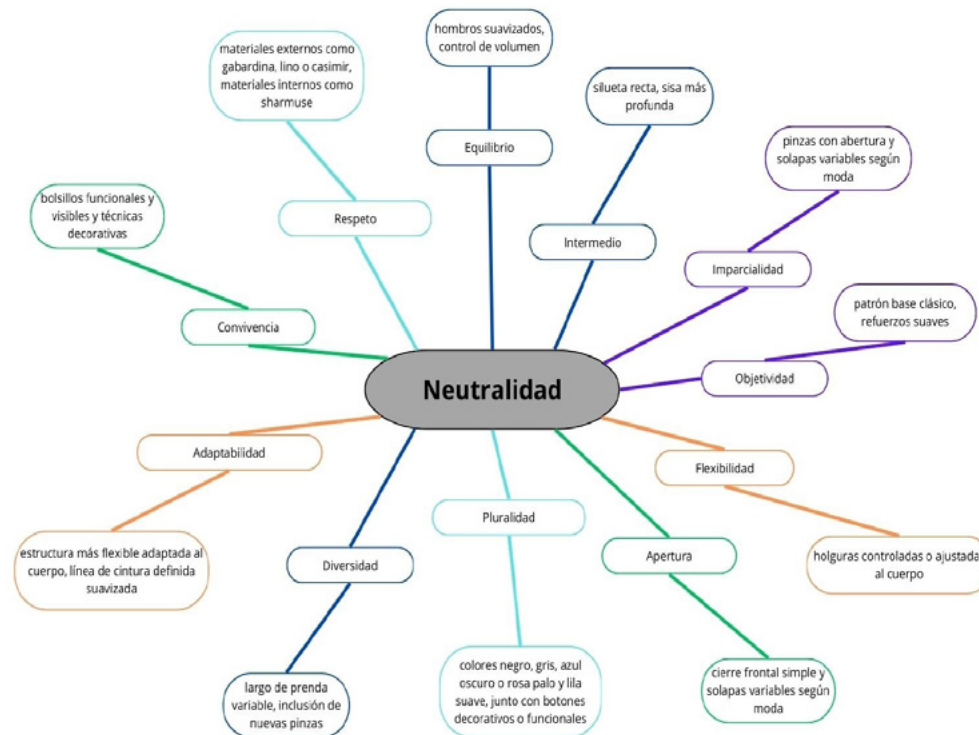 hombros suavizados,
control de volumen
materiales externos como
gabardina, lino o casimir,
materiales internos como
sharmuse
silueta recta, sisa más
profunda
Equilibrio
pinzas con abertura y
solapas variables según
moda
bolsillos funcionales y
visibles y técnicas
decorativas
Respeto
Intermedio
Imparcialidad
patrón base clásico,
refuerzos suaves
Convivencia
Neutralidad
Objetividad
Adaptabilidad
Flexibilidad
Pluralidad
estructura más flexible adaptada al
cuerpo, línea de cintura definida
suavizada
Diversidad
Apertura
holguras controladas o ajustada
al cuerpo
largo de prenda
variable, inclusión de
nuevas pinzas
colores negro, gris, azul
oscuro o rosa palo y lila
suave, junto con botones
decorativos o funcionales
cierre frontal simple y
solapas variables según
moda